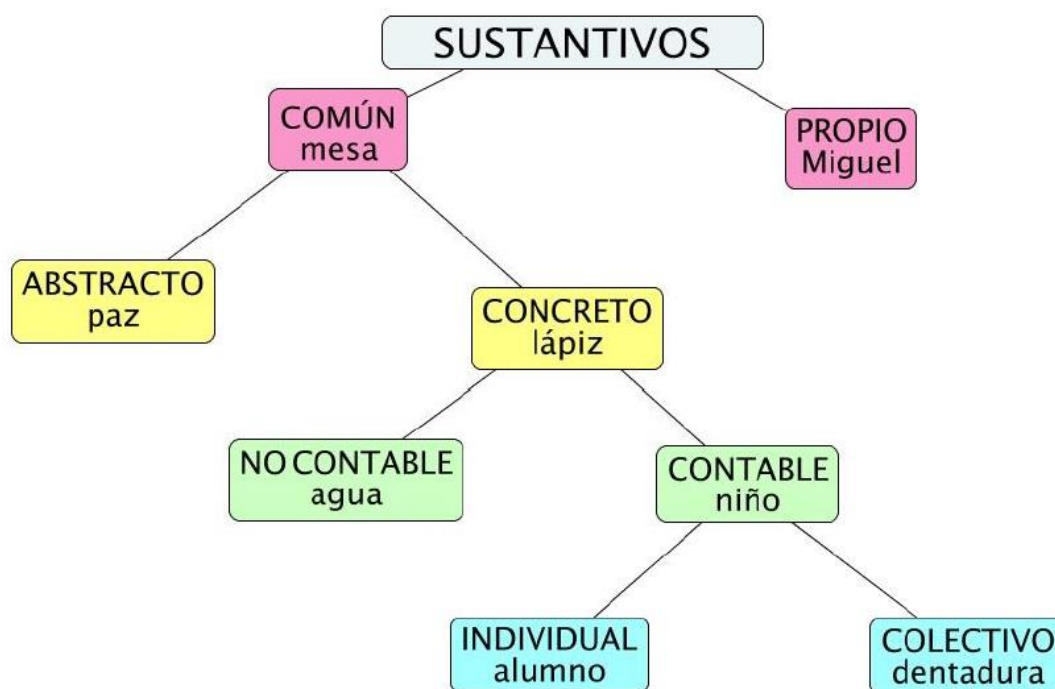 SUSTANTIVOS
COMÚN
mesa
PROPIO
Miguel
ABSTRACTO
paz
CONCRETO
lápiz
NO CONTABLE
agua
CONTABLE
niño
INDIVIDUAL
alumno
COLECTIVO
dentadura